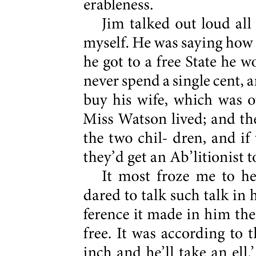 erableness.
Jim talked out loud all
myself. He was saying how
he got to a free State he wo
never spend a single cent, a
buy his wife, which was o
Miss Watson lived; and the
the two chil- dren, and if
they’d get an Ab’litionist to
It most froze me to he
dared to talk such talk in h
ference it made in him the
free. It was according to th
inch and he’ll take an ell.’